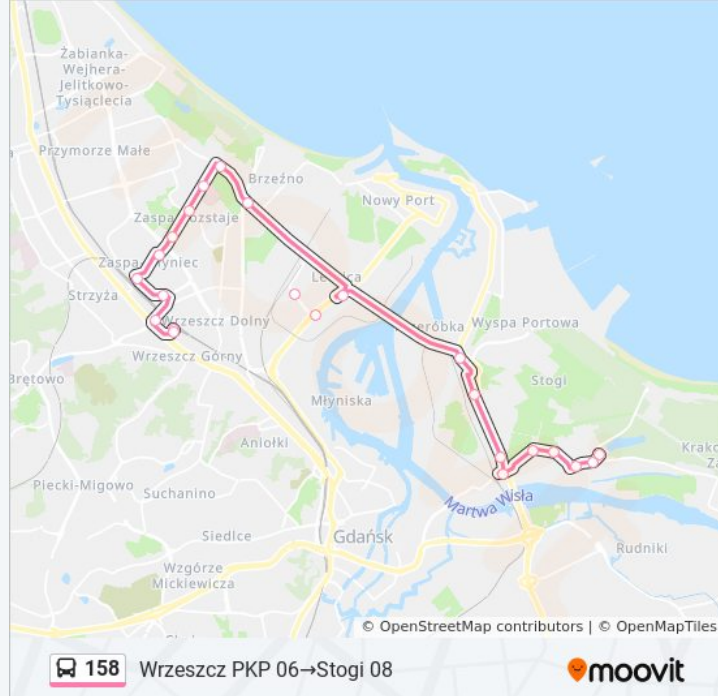 Żabianka-
Wejhera-
Jelitkowo-
Tysiąclecia
Przymorze Małe
Brzeźno
Nowy Port
Zaspa
Zaspa
Strzyża
Wrzeszcz Dolny
Wyspa Portowa
Wrzeszcz Górny
Brętowo
Stogi
Młyniska
Aniołki
Krako
Za
Piecki-Migowo
Suchanino
Martwa Wisła
Siedlce
Gdańsk
Rudniki
Wzgórze
Mickiewicza
© OpenStreetMap contributors | © OpenMapTiles
158 Wrzeszcz PKP 06→Stogi 08
moovit